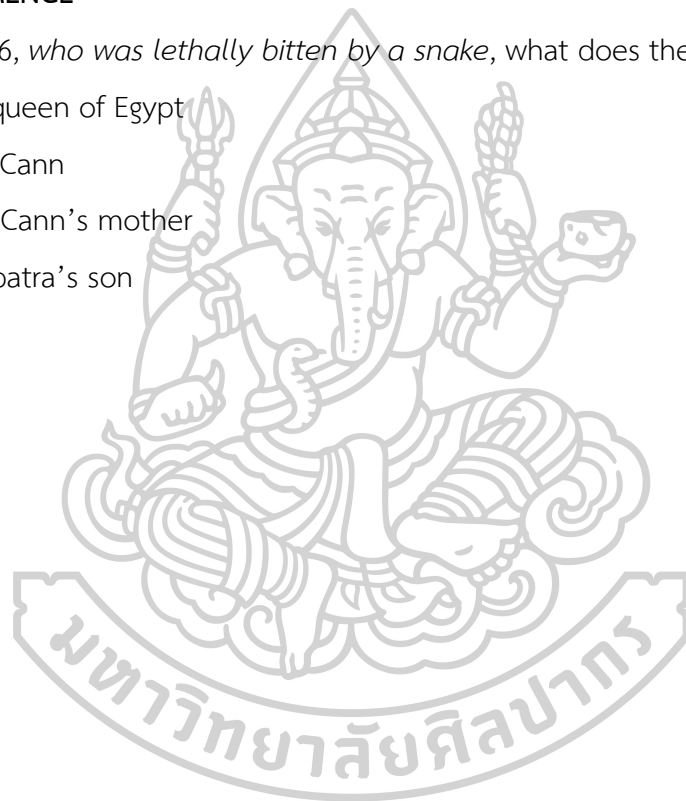 6, who was lethally bitten by a snake, what does the
queen of Egypt
Cann
Cann's mother
patra's son
มหาวิทยาลัยศิลปากร